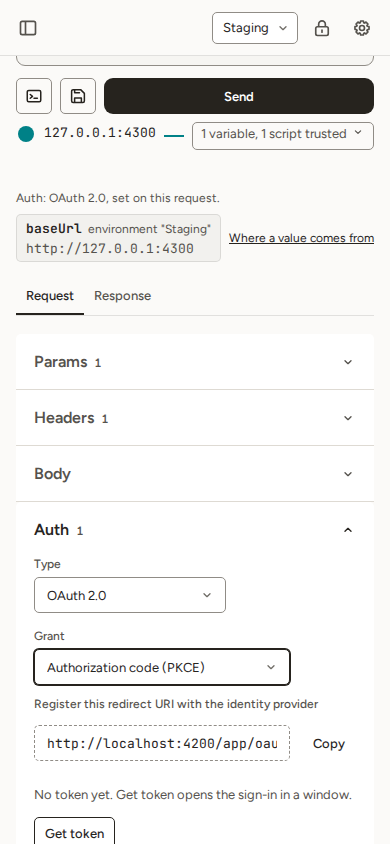 Staging
Send
127.0.0.1:4300
1 variable, 1 script trusted
Auth: OAuth 2.0, set on this request.
baseUrl environment "Staging"
http://127.0.0.1:4300
Where a value comes from
Request Response
Params 1
Headers 1
Body
Auth 1
Type
OAuth 2.0
Grant
Authorization code (PKCE)
Register this redirect URI with the identity provider
http://localhost:4200/app/oau
Copy
No token yet. Get token opens the sign-in in a window.
Get token